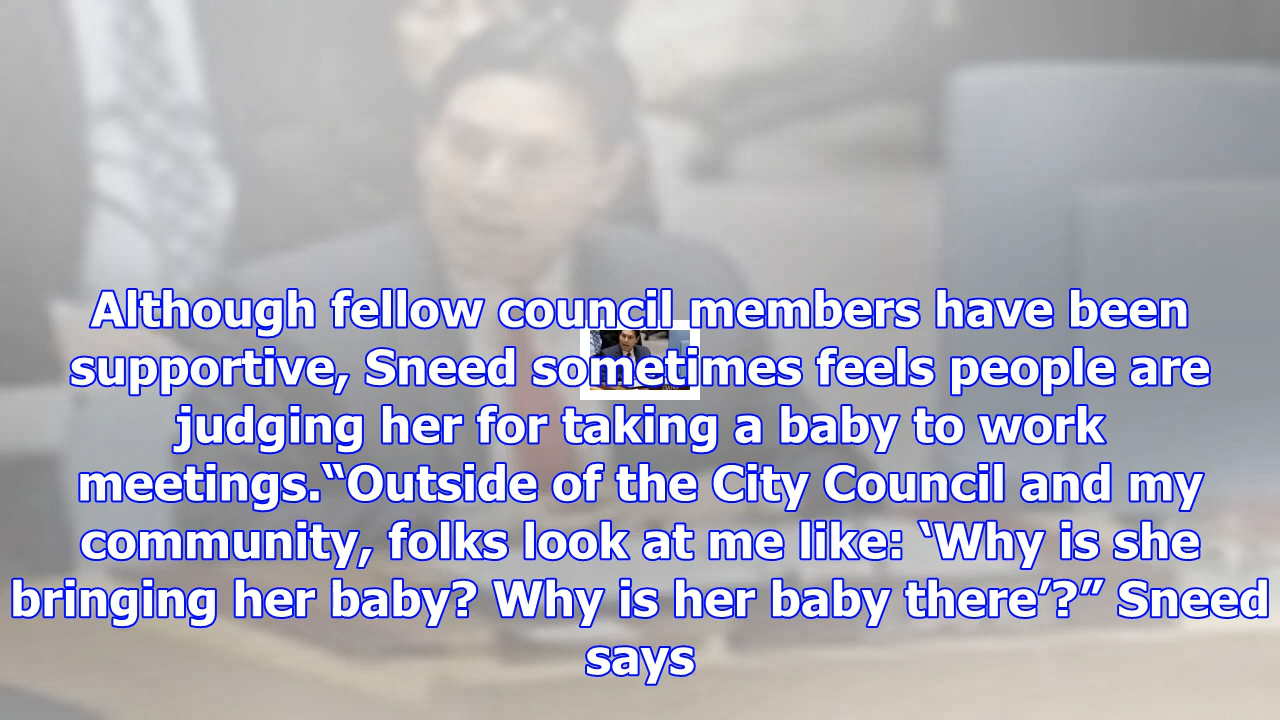 Although fellow council members have been
supportive, Sneed sometimes feels people are
judging her for taking a baby to work
meetings.“Outside of the City Council and my
community, folks look at me like: ‘Why is she
bringing her baby? Why is her baby there’?” Sneed
says